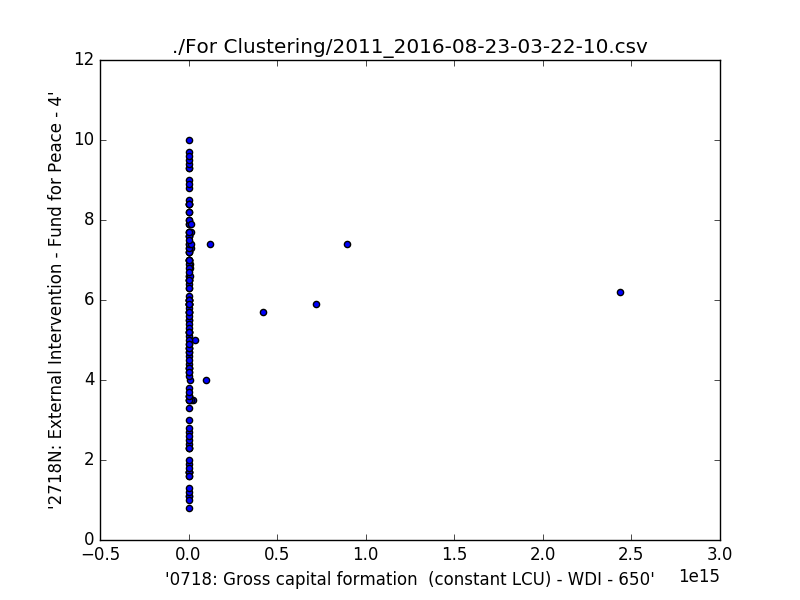 ./For Clustering/2011_2016-08-23-03-22-10.csv
'2718N: External Intervention - Fund for Peace - 4'
12
10
8
6
4
2
0
−0.5 0.0 0.5 1.0 1.5 2.0 2.5 3.0
1e15
'0718: Gross capital formation  (constant LCU) - WDI - 650'